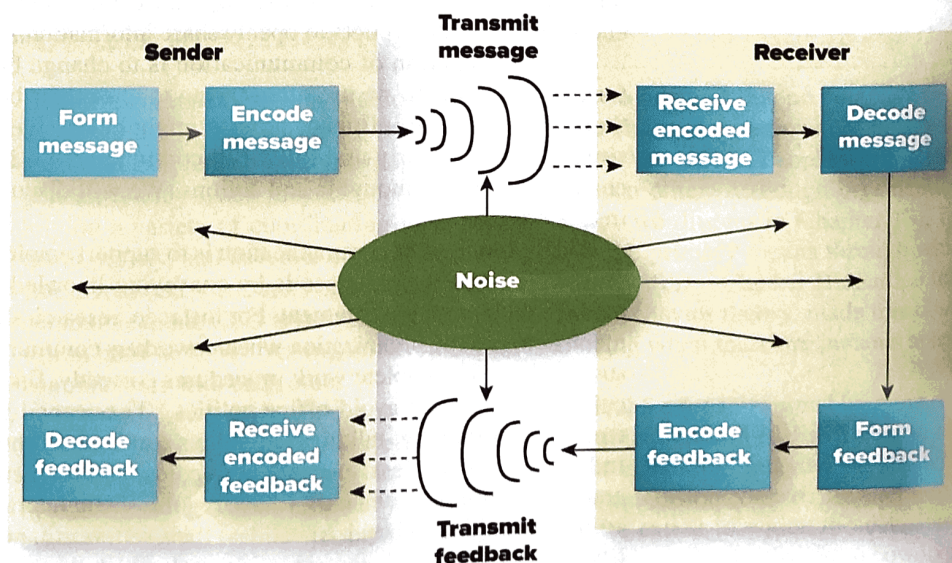 Transmit
message
Sender
Receiver
Form
message
Encode
message
Receive
encoded
message
Decode
message
Noise
Decode
feedback
Receive
encoded
feedback
Encode
feedback
Form
feedback
Transmit
feedback